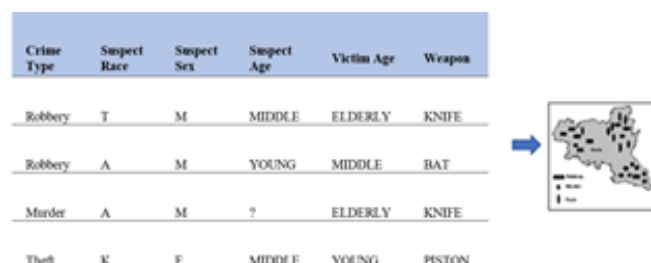 Crime Type Suspect Race Suspect Sex Suspect Age Victim Age Weapon
Robbery T M MIDDLE ELDERLY KNIFE
Robbery A M YOUNG MIDDLE BAT
Murder A M ? ELDERLY KNIFE
Theft K F MIDDLE YOUNG PISTON